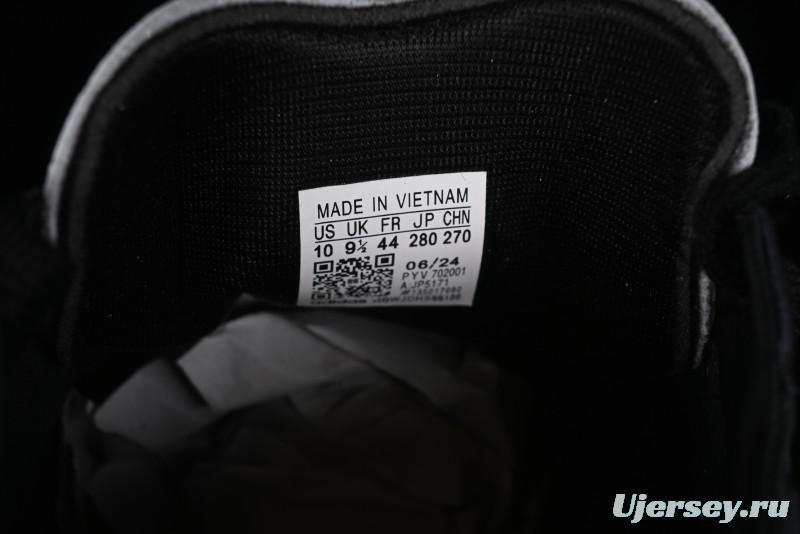 MADE IN VIETNAM
US UK FR JP CHN
10 9½ 44 280 270
06/24
PYV 702001
A.JP5171
Ujersey.ru